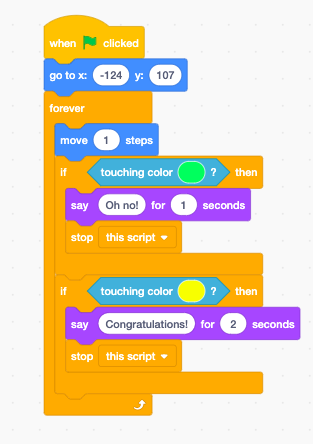 when clicked
go to x: -124 y: 107
forever
move 1 steps
if touching color ? then
say Oh no! for 1 seconds
stop this script
if touching color ? then
say Congratulations! for 2 seconds
stop this script